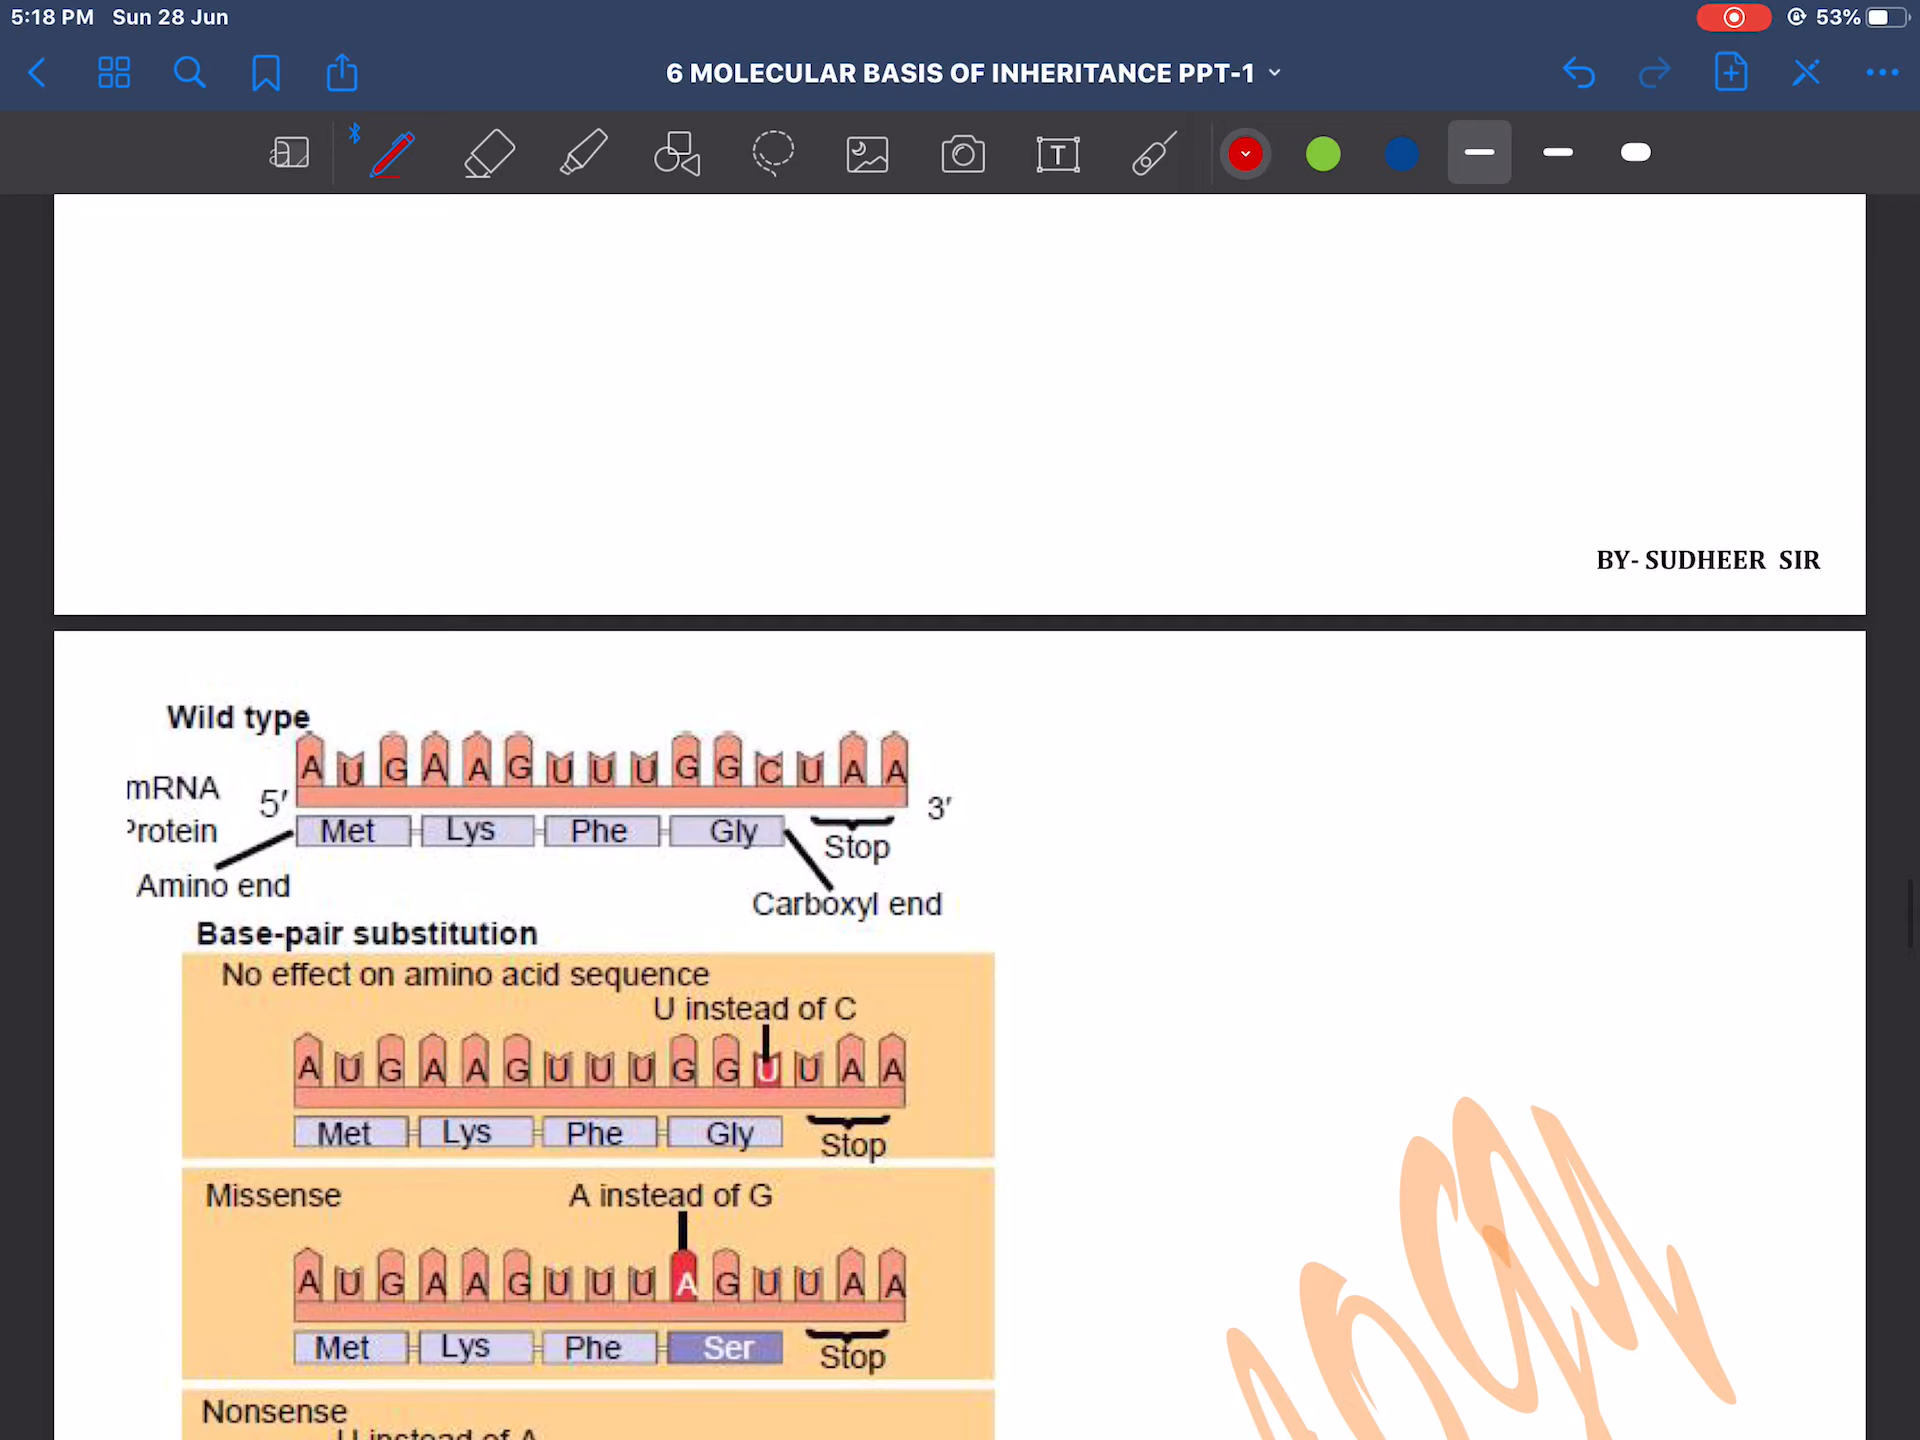 5:18 PM Sun 28 Jun
53%
6 MOLECULAR BASIS OF INHERITANCE PPT-1
a
T
BY- SUDHEER SIR
Wild type
A U G A A G U U U G G C U A A
mRNA 5' 3'
Protein Met Lys Phe Gly
Stop
Amino end
Carboxyl end
Base-pair substitution
No effect on amino acid sequence
U instead of C
A U G A A G U U U G G U U A A
Met Lys Phe Gly
Stop
Missense A instead of G
A U G A A G U U U A G U U A A
Met Lys Phe Ser
Stop
Nonsense
U instead of A
ogy